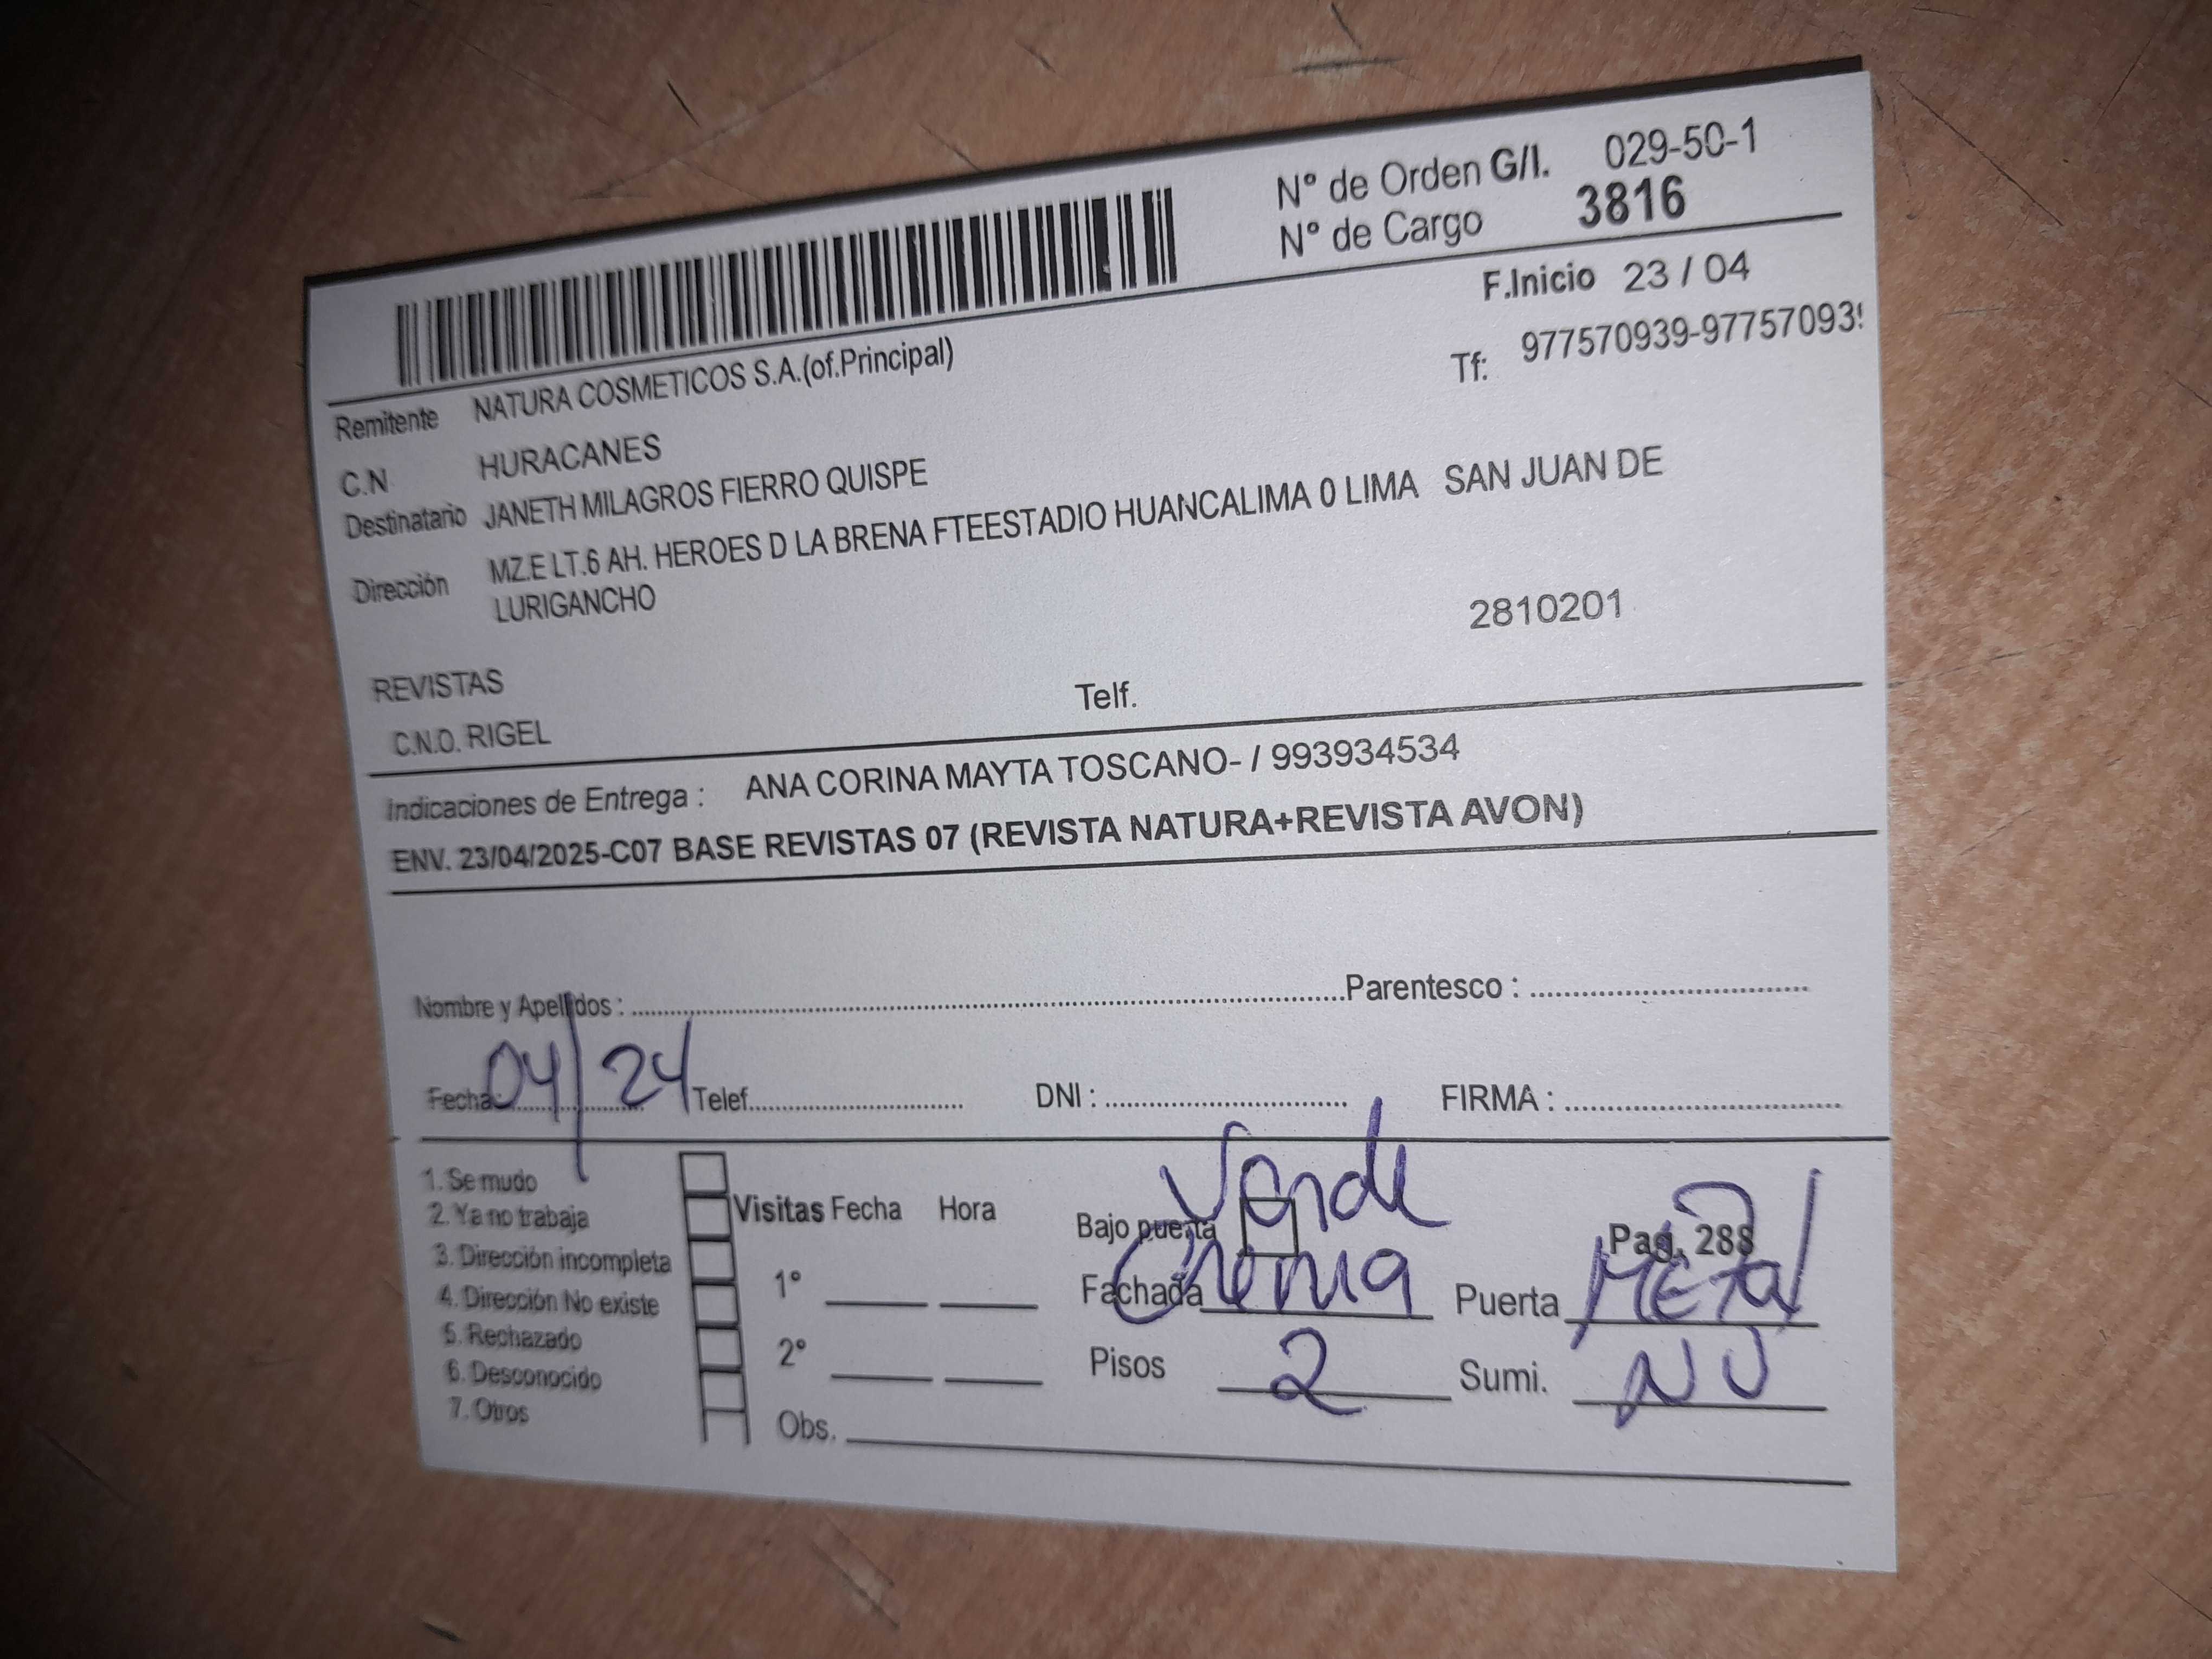 N° de Orden G/I. 029-50-1
N° de Cargo 3816
F.Inicio 23 / 04
Remitente NATURA COSMETICOS S.A.(of.Principal)
Tf: 977570939-97757093
C.N HURACANES
Destinatario JANETH MILAGROS FIERRO QUISPE
Dirección MZ.E LT.6 AH. HEROES D LA BRENA FTEESTADIO HUANCALIMA 0 LIMA SAN JUAN DE
LURIGANCHO
2810201
REVISTAS
C.N.O. RIGEL Telf.
Indicaciones de Entrega : ANA CORINA MAYTA TOSCANO- / 993934534
ENV. 23/04/2025-C07 BASE REVISTAS 07 (REVISTA NATURA+REVISTA AVON)
Nombre y Apellidos : Parentesco :
Fecha: 04/24 Telef. DNI : FIRMA :
1. Se mudo
2. Ya no trabaja
3. Dirección incompleta
4. Dirección No existe
5. Rechazado
6. Desconocido
7. Otros
Visitas Fecha Hora
1°
2°
Obs.
Verde
Bajo puerta Pag. 288
Fachada Crema Puerta METal
Pisos 2 Sumi. NO